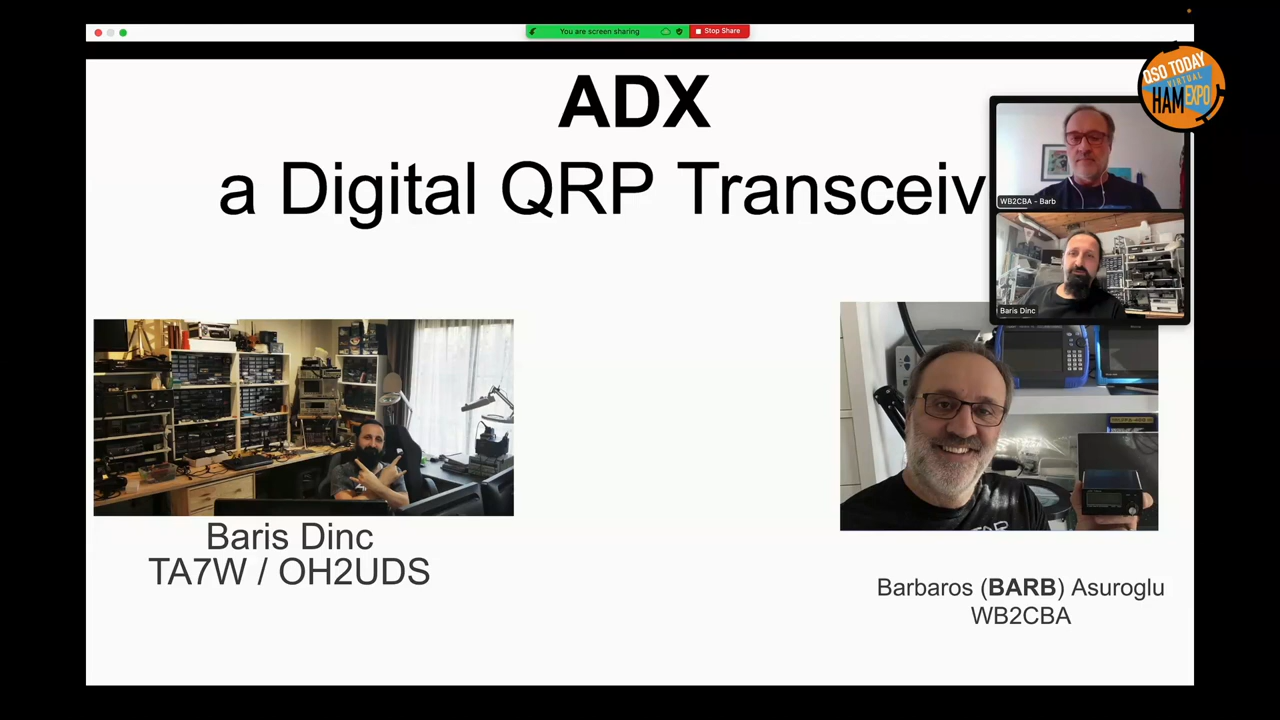 You are screen sharing
Stop Share
QSO TODAY
VIRTUAL
HAM EXPO
ADX
a Digital QRP Transceiv
WB2CBA - Barb
Baris Dinc
Baris Dinc
TA7W / OH2UDS
Barbaros (BARB) Asuroglu
WB2CBA